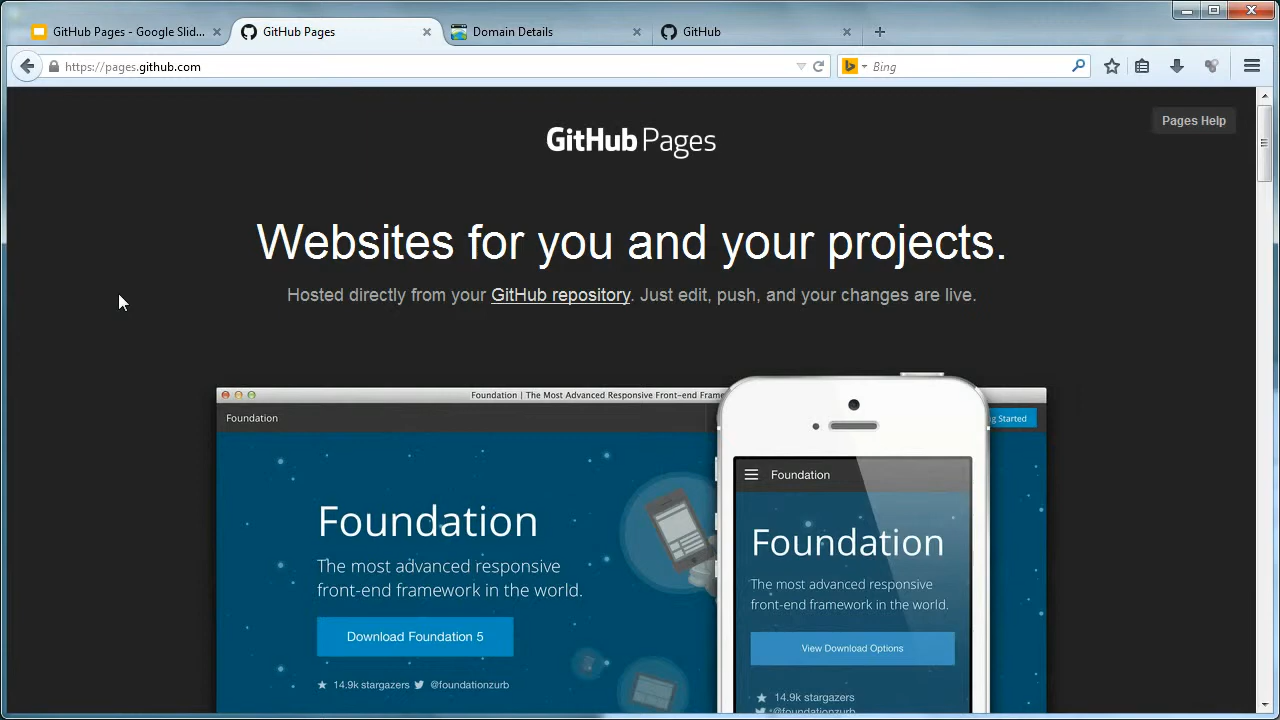 GitHub Pages - Google Slid...
GitHub Pages
Domain Details
GitHub
https://pages.github.com
Bing
Pages Help
GitHub Pages
Websites for you and your projects.
Hosted directly from your GitHub repository. Just edit, push, and your changes are live.
Foundation | The Most Advanced Responsive Front-end Fram
Foundation
g Started
Foundation
The most advanced responsive
front-end framework in the world.
Download Foundation 5
14.9k stargazers @foundationzurb
Foundation
Foundation
The most advanced responsive
front-end framework in the world.
View Download Options
14.9k stargazers
@foundationzurb